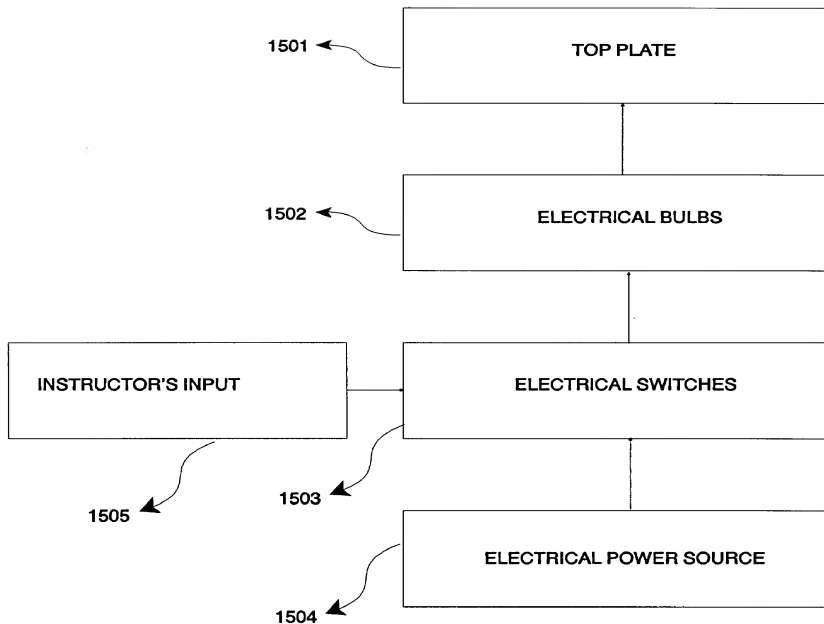 1501
TOP PLATE
1502
ELECTRICAL BULBS
INSTRUCTOR'S INPUT
ELECTRICAL SWITCHES
1505
1503
ELECTRICAL POWER SOURCE
1504